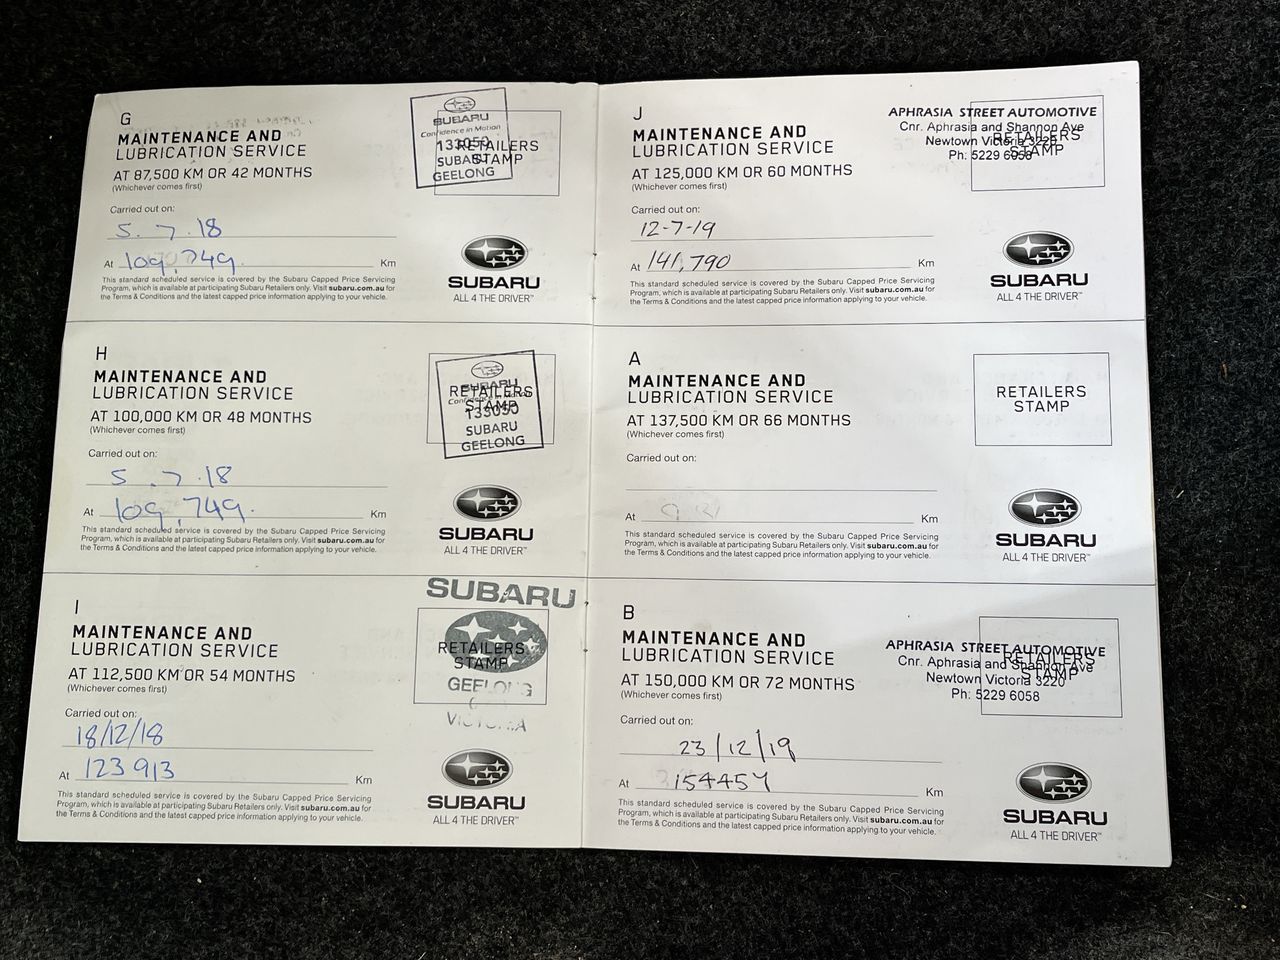 G
MAINTENANCE AND
LUBRICATION SERVICE
AT 87,500 KM OR 42 MONTHS
(Whichever comes first)
SUBARU
Confidence in Motion
133050
SUBARU
GEELONG
RETAILERS
STAMP
Carried out on:
5.7.18
At 109,749 Km
This standard scheduled service is covered by the Subaru Capped Price Servicing
Program, which is available at participating Subaru Retailers only. Visit subaru.com.au for
the Terms & Conditions and the latest capped price information applying to your vehicle.
SUBARU
ALL 4 THE DRIVER™
H
MAINTENANCE AND
LUBRICATION SERVICE
AT 100,000 KM OR 48 MONTHS
(Whichever comes first)
SUBARU
Confidence in Motion
133050
SUBARU
GEELONG
RETAILERS
STAMP
Carried out on:
5.7.18
At 109,749. Km
This standard scheduled service is covered by the Subaru Capped Price Servicing
Program, which is available at participating Subaru Retailers only. Visit subaru.com.au for
the Terms & Conditions and the latest capped price information applying to your vehicle.
SUBARU
ALL 4 THE DRIVER™
I
MAINTENANCE AND
LUBRICATION SERVICE
AT 112,500 KM OR 54 MONTHS
(Whichever comes first)
SUBARU
RETAILERS
STAMP
GEELONG
VICTORIA
Carried out on:
18/12/18
At 123913 Km
This standard scheduled service is covered by the Subaru Capped Price Servicing
Program, which is available at participating Subaru Retailers only. Visit subaru.com.au for
the Terms & Conditions and the latest capped price information applying to your vehicle.
SUBARU
ALL 4 THE DRIVER™
J
MAINTENANCE AND
LUBRICATION SERVICE
AT 125,000 KM OR 60 MONTHS
(Whichever comes first)
APHRASIA STREET AUTOMOTIVE
Cnr. Aphrasia and Shannon Ave
Newtown Victoria 3220
Ph: 5229 6058
RETAILERS
STAMP
Carried out on:
12-7-19
At 141,790 Km
This standard scheduled service is covered by the Subaru Capped Price Servicing
Program, which is available at participating Subaru Retailers only. Visit subaru.com.au for
the Terms & Conditions and the latest capped price information applying to your vehicle.
SUBARU
ALL 4 THE DRIVER™
A
MAINTENANCE AND
LUBRICATION SERVICE
AT 137,500 KM OR 66 MONTHS
(Whichever comes first)
RETAILERS
STAMP
Carried out on:
At Km
This standard scheduled service is covered by the Subaru Capped Price Servicing
Program, which is available at participating Subaru Retailers only. Visit subaru.com.au for
the Terms & Conditions and the latest capped price information applying to your vehicle.
SUBARU
ALL 4 THE DRIVER™
B
MAINTENANCE AND
LUBRICATION SERVICE
AT 150,000 KM OR 72 MONTHS
(Whichever comes first)
APHRASIA STREET AUTOMOTIVE
Cnr. Aphrasia and Shannon Ave
Newtown Victoria 3220
Ph: 5229 6058
RETAILERS
STAMP
Carried out on:
23/12/19
At 154457 Km
This standard scheduled service is covered by the Subaru Capped Price Servicing
Program, which is available at participating Subaru Retailers only. Visit subaru.com.au for
the Terms & Conditions and the latest capped price information applying to your vehicle.
SUBARU
ALL 4 THE DRIVER™